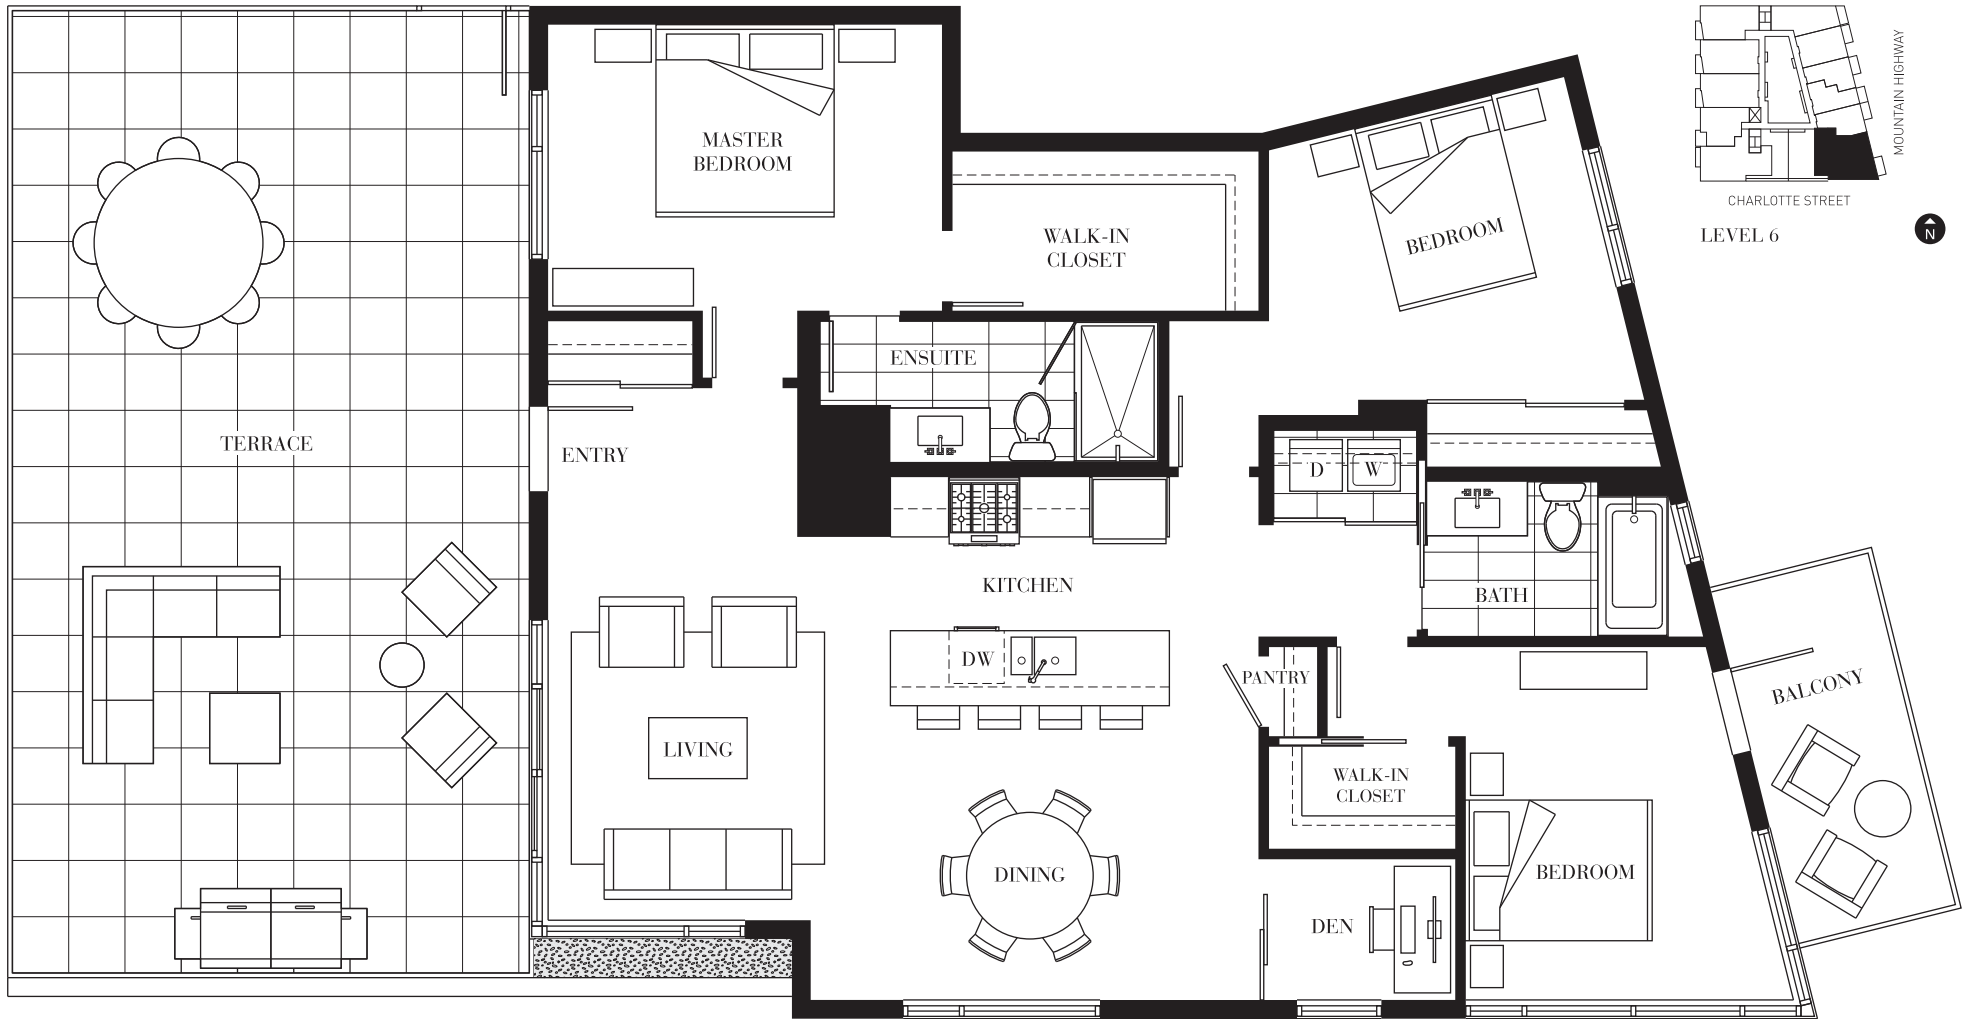 MASTER
BEDROOM
WALK-IN
CLOSET
BEDROOM
MOUNTAIN HIGHWAY
CHARLOTTE STREET
LEVEL 6
N
ENSUITE
TERRACE
ENTRY
D
W
KITCHEN
BATH
DW
PANTRY
BALCONY
LIVING
WALK-IN
CLOSET
DINING
BEDROOM
DEN